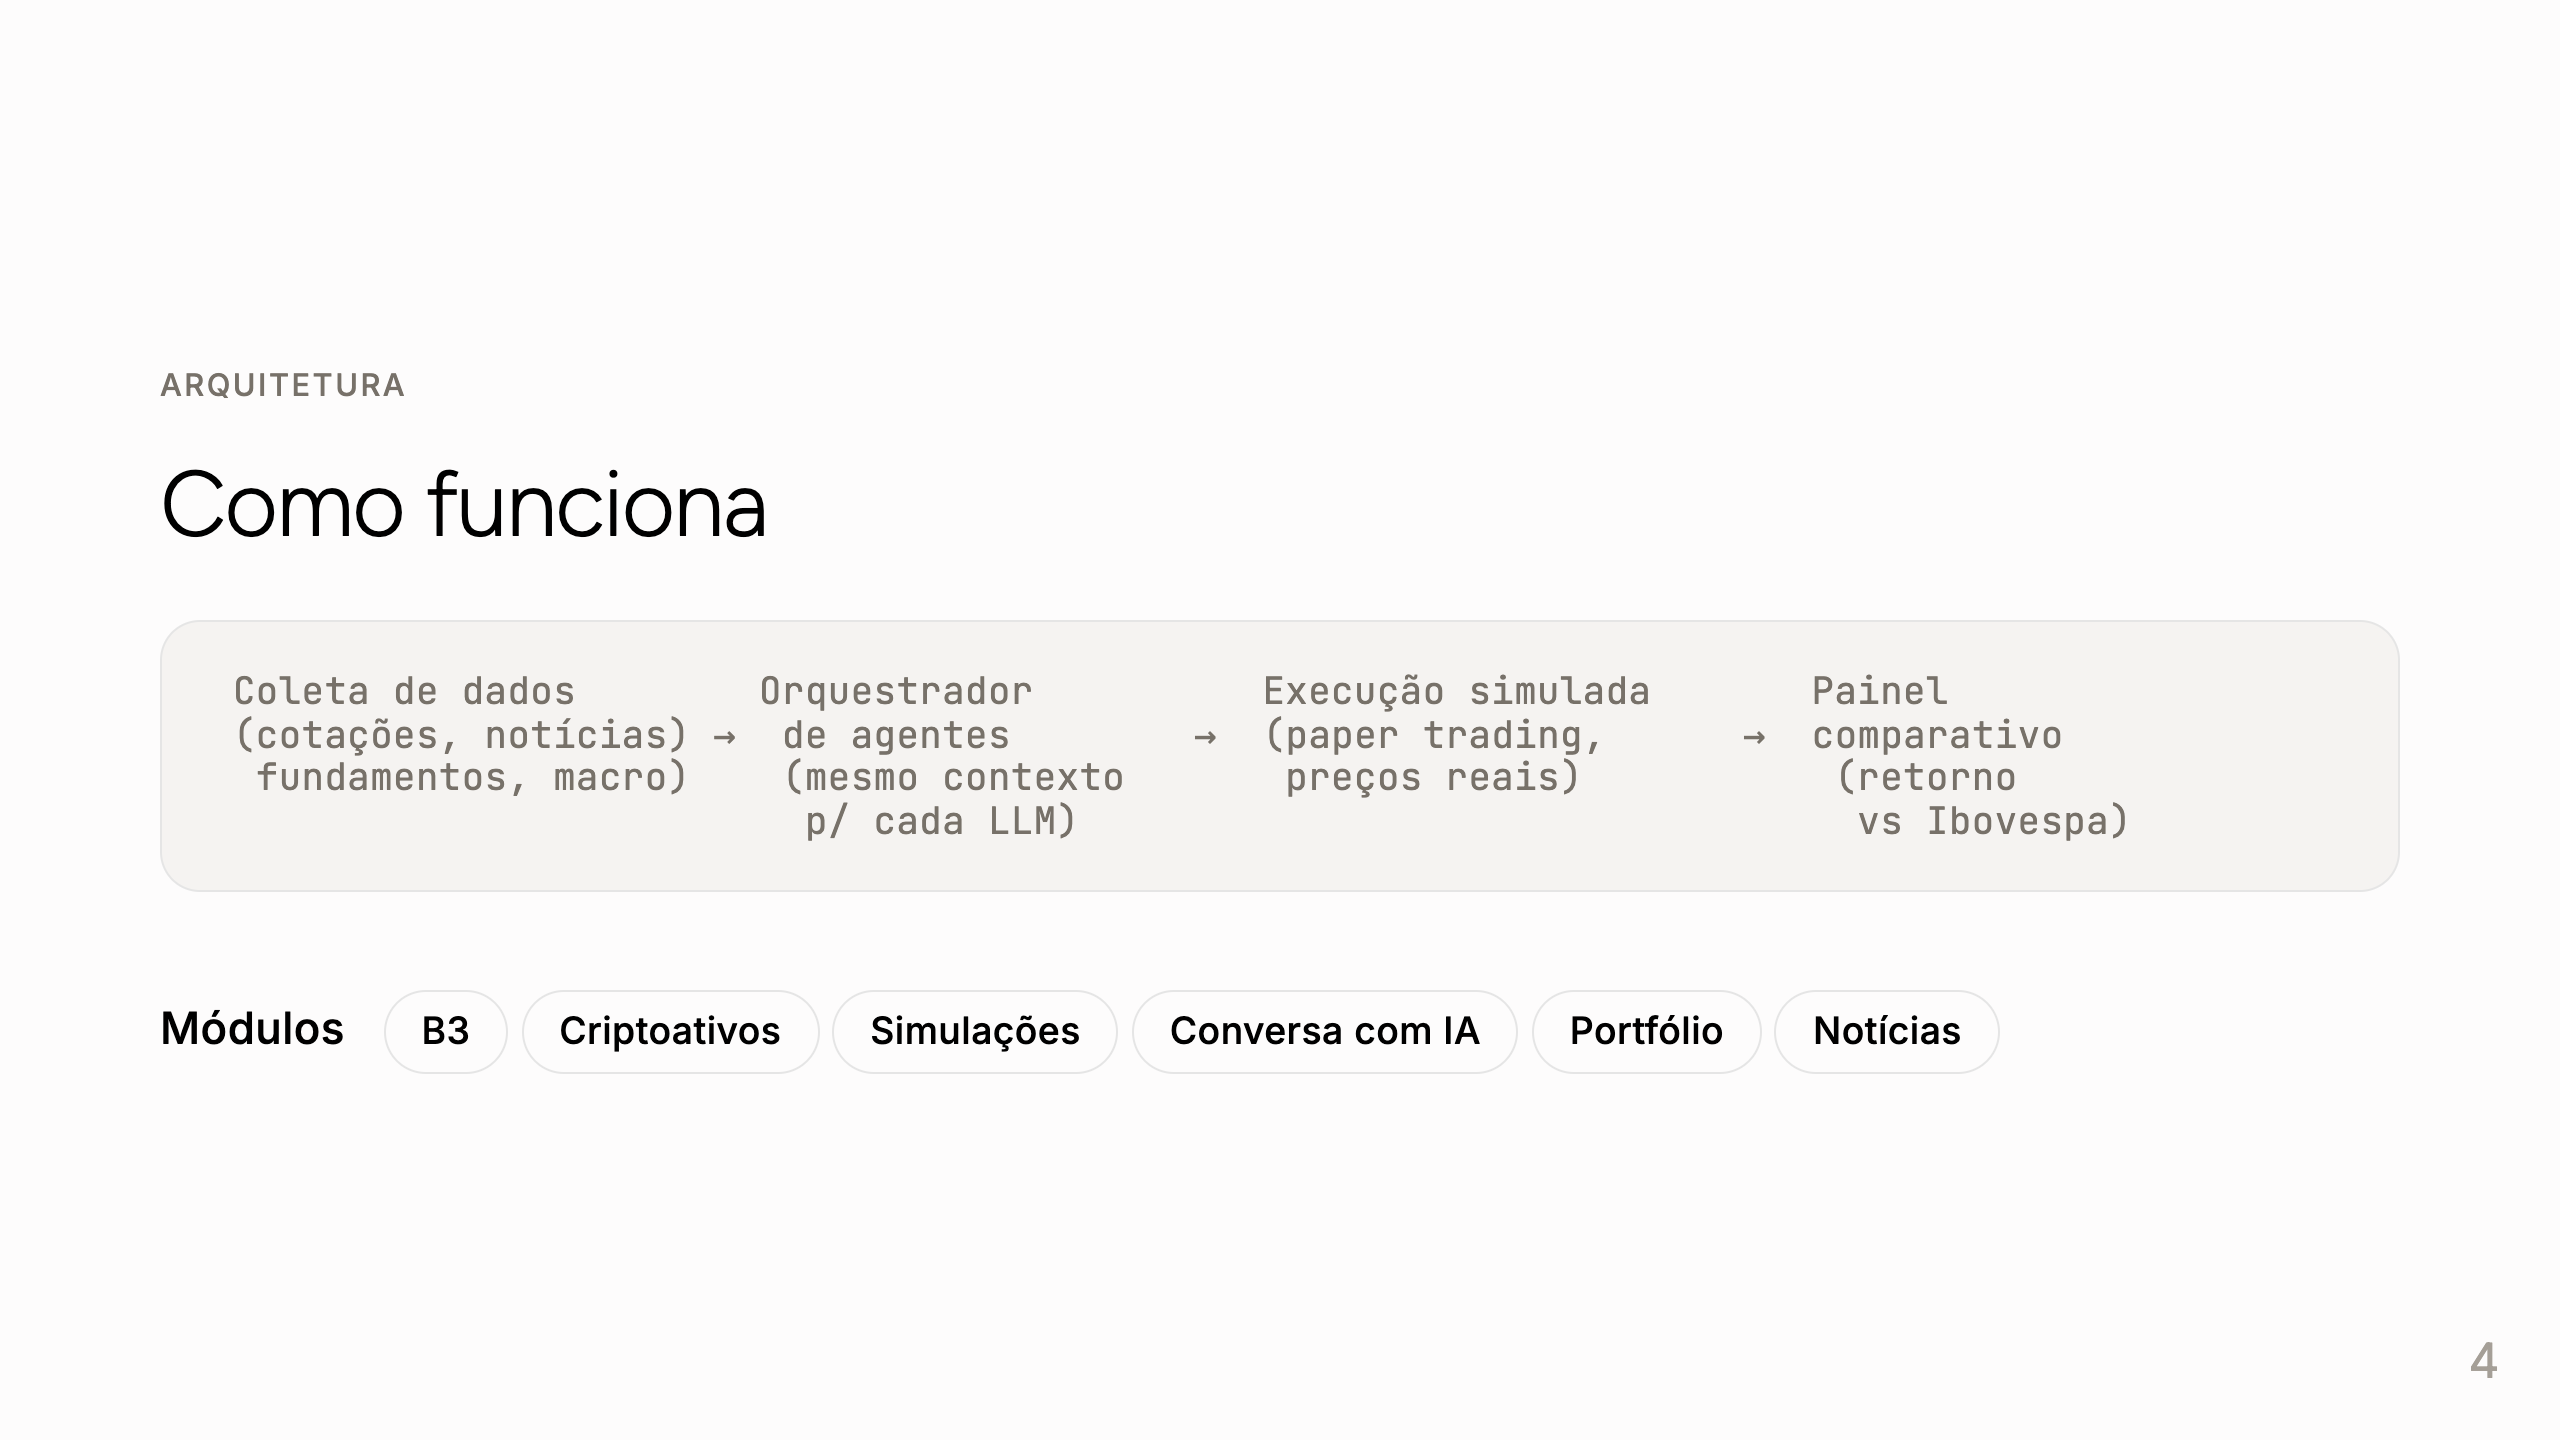 ARQUITETURA
Como funciona
Coleta de dados
(cotações, notícias)
fundamentos, macro)
→
Orquestrador
de agentes
(mesmo contexto
p/ cada LLM)
→
Execução simulada
(paper trading,
preços reais)
→
Painel
comparativo
(retorno
vs Ibovespa)
Módulos
B3
Criptoativos
Simulações
Conversa com IA
Portfólio
Notícias
4